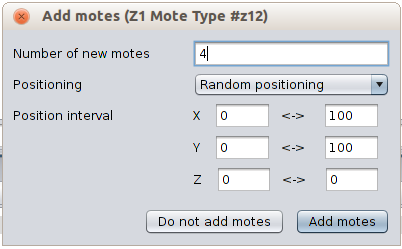 Add motes (Z1 Mote Type #z12)
Number of new motes 4
Positioning Random positioning
Position interval X 0 <-> 100
Y 0 <-> 100
Z 0 <-> 0
Do not add motes Add motes